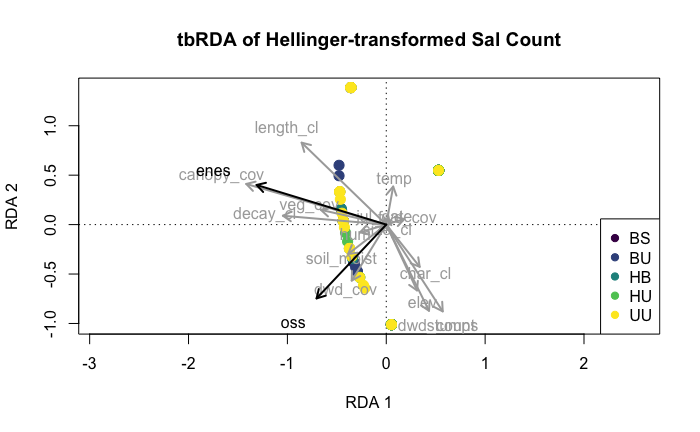 tbRDA of Hellinger-transformed Sal Count
RDA 2
1.0
0.5
0.0
-0.5
-1.0
length_cl
enes
canopy_cov
temp
veg_cov
decay_cl
soil_moist
dwd_cov
char_cl
elev
oss
BS
BU
HB
HU
UU
-3
-2
-1
0
1
2
RDA 1